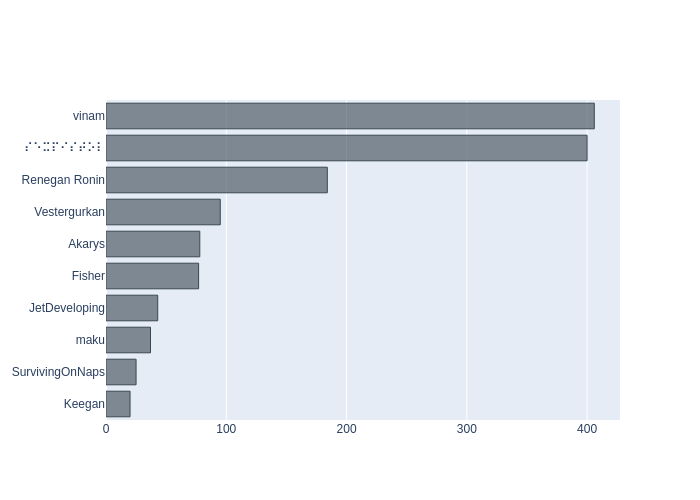 vinam
Renegan Ronin
Vestergurkan
Akarys
Fisher
JetDeveloping
maku
SurvivingOnNaps
Keegan
0 100 200 300 400